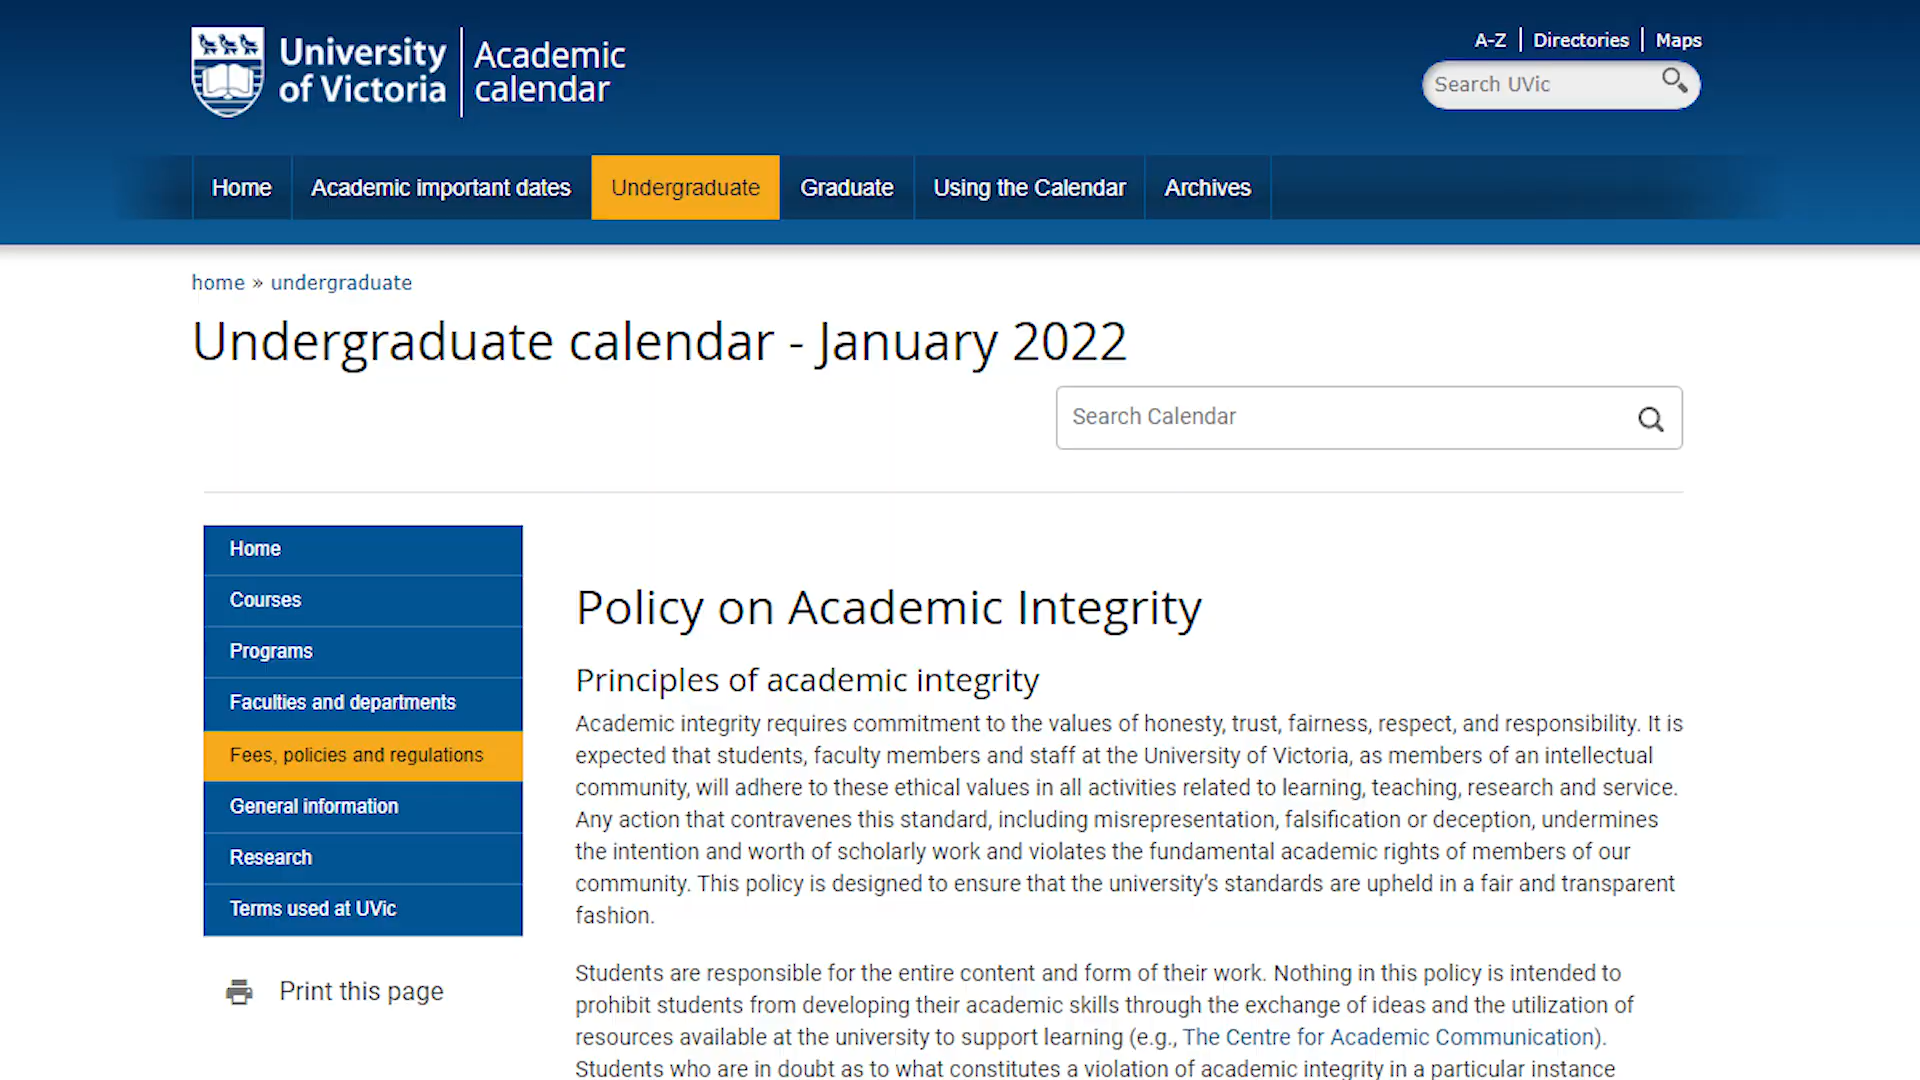 University
of Victoria
Academic
calendar
A-Z
Directories
Maps
Search UVic
Home
Academic important dates
Undergraduate
Graduate
Using the Calendar
Archives
home » undergraduate
Undergraduate calendar - January 2022
Search Calendar
Home
Courses
Programs
Faculties and departments
Fees, policies and regulations
General information
Research
Terms used at UVic
Print this page
Policy on Academic Integrity
Principles of academic integrity
Academic integrity requires commitment to the values of honesty, trust, fairness, respect, and responsibility. It is
expected that students, faculty members and staff at the University of Victoria, as members of an intellectual
community, will adhere to these ethical values in all activities related to learning, teaching, research and service.
Any action that contravenes this standard, including misrepresentation, falsification or deception, undermines
the intention and worth of scholarly work and violates the fundamental academic rights of members of our
community. This policy is designed to ensure that the university’s standards are upheld in a fair and transparent
fashion.
Students are responsible for the entire content and form of their work. Nothing in this policy is intended to
prohibit students from developing their academic skills through the exchange of ideas and the utilization of
resources available at the university to support learning (e.g., The Centre for Academic Communication).
Students who are in doubt as to what constitutes a violation of academic integrity in a particular instance